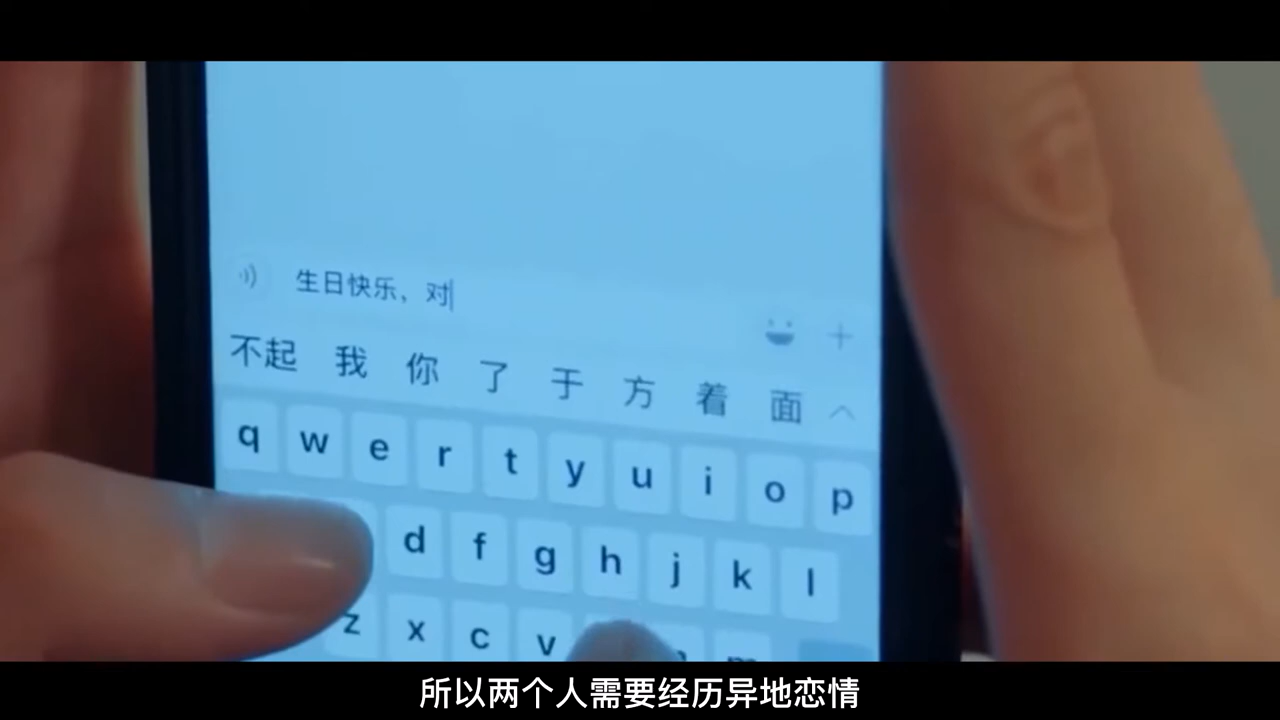 生日快乐，对
不起 我 你 了 于 方 着 面
q w e r t y u i o p
d f g h j k l
z x c v
所以两个人需要经历异地恋情